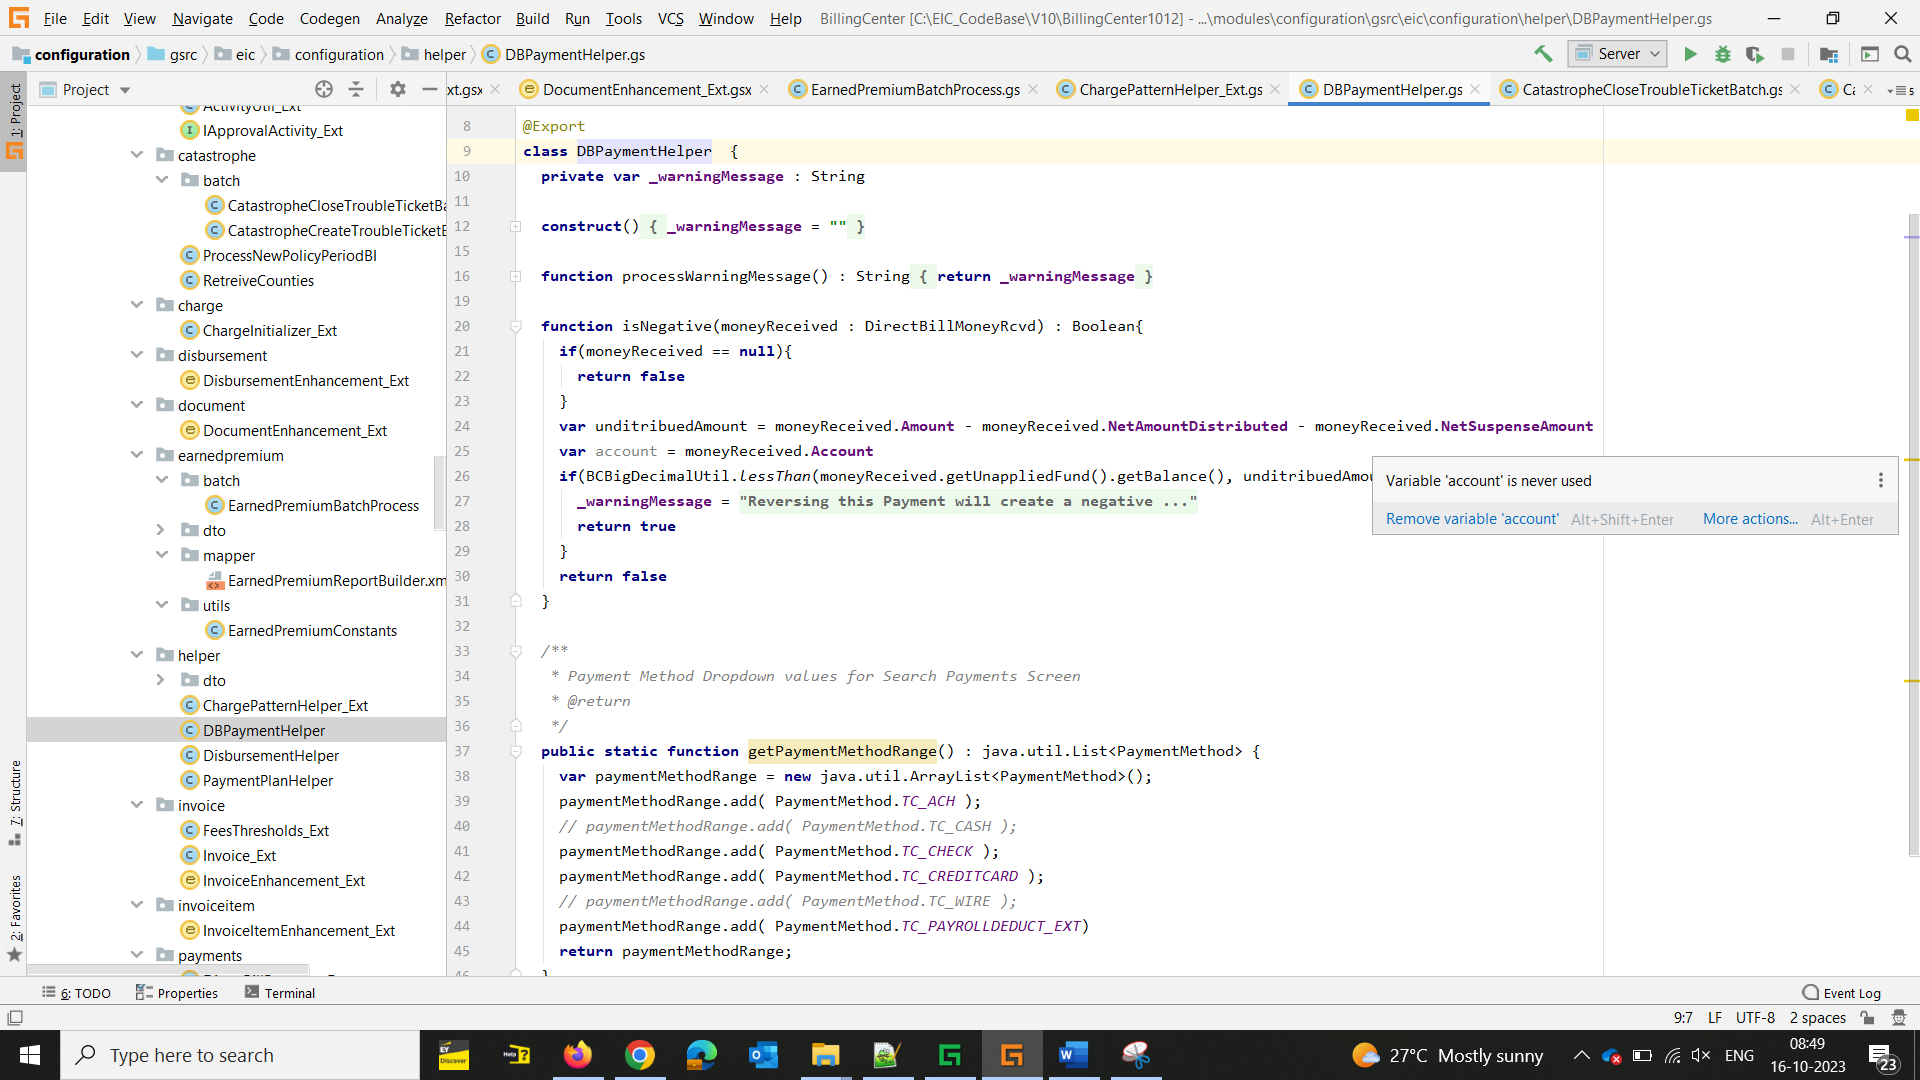 File Edit View Navigate Code Codegen Analyze Refactor Build Run Tools VCS Window Help BillingCenter [C:\EIC_CodeBase\V10\BillingCenter1012] - ...\modules\configuration\gsrc\eic\configuration\helper\DBPaymentHelper.gs
configuration gsrc eic configuration helper DBPaymentHelper.gs Server
Project xt.gsx DocumentEnhancement_Ext.gsx EarnedPremiumBatchProcess.gs ChargePatternHelper_Ext.gs DBPaymentHelper.gs CatastropheCloseTroubleTicketBatch.gs Ca 5
1: Project
7: Structure
2: Favorites
ActivityUtil_Ext
IApprovalActivity_Ext
catastrophe
batch
CatastropheCloseTroubleTicketBa
CatastropheCreateTroubleTicketB
ProcessNewPolicyPeriodBI
RetreiveCounties
charge
ChargeInitializer_Ext
disbursement
DisbursementEnhancement_Ext
document
DocumentEnhancement_Ext
earnedpremium
batch
EarnedPremiumBatchProcess
dto
mapper
EarnedPremiumReportBuilder.xm
utils
EarnedPremiumConstants
helper
dto
ChargePatternHelper_Ext
DBPaymentHelper
DisbursementHelper
PaymentPlanHelper
invoice
FeesThresholds_Ext
Invoice_Ext
InvoiceEnhancement_Ext
invoiceitem
InvoiceItemEnhancement_Ext
payments
8 @Export
9 class DBPaymentHelper {
10 private var _warningMessage : String
11
12 construct() { _warningMessage = "" }
15
16 function processWarningMessage() : String { return _warningMessage }
19
20 function isNegative(moneyReceived : DirectBillMoneyRcvd) : Boolean{
21 if(moneyReceived == null){
22 return false
23 }
24 var unditribuedAmount = moneyReceived.Amount - moneyReceived.NetAmountDistributed - moneyReceived.NetSuspenseAmount
25 var account = moneyReceived.Account
26 if(BCBigDecimalUtil.LessThan(moneyReceived.getUnappliedFund().getBalance(), unditribuedAmou
27 _warningMessage = "Reversing this Payment will create a negative ..."
28 return true
29 }
30 return false
31 }
32
33 /**
34 * Payment Method Dropdown values for Search Payments Screen
35 * @return
36 */
37 public static function getPaymentMethodRange() : java.util.List<PaymentMethod> {
38 var paymentMethodRange = new java.util.ArrayList<PaymentMethod>();
39 paymentMethodRange.add( PaymentMethod.TC_ACH );
40 // paymentMethodRange.add( PaymentMethod.TC_CASH );
41 paymentMethodRange.add( PaymentMethod.TC_CHECK );
42 paymentMethodRange.add( PaymentMethod.TC_CREDITCARD );
43 // paymentMethodRange.add( PaymentMethod.TC_WIRE );
44 paymentMethodRange.add( PaymentMethod.TC_PAYROLLDEDUCT_EXT)
45 return paymentMethodRange;
46 }
Variable 'account' is never used
Remove variable 'account' Alt+Shift+Enter More actions... Alt+Enter
6: TODO Properties Terminal Event Log
9:7 LF UTF-8 2 spaces
Type here to search
EY Discover
Help ?
27°C Mostly sunny ENG
08:49
16-10-2023
23